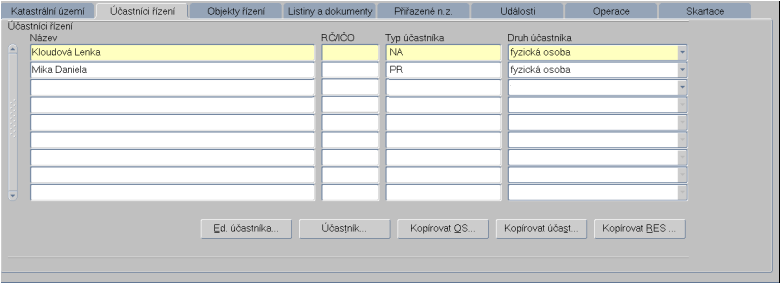 Katastrální území Účastníci řízení Objekty řízení Listiny a dokumenty Přiřazené n.z. Události Operace Skartace
Účastníci řízení
Název RČ/IČO Typ účastníka Druh účastníka
Kloudová Lenka NA fyzická osoba
Mika Daniela PR fyzická osoba
Ed. účastníka... Účastník... Kopírovat OS... Kopírovat účast... Kopírovat RES ...